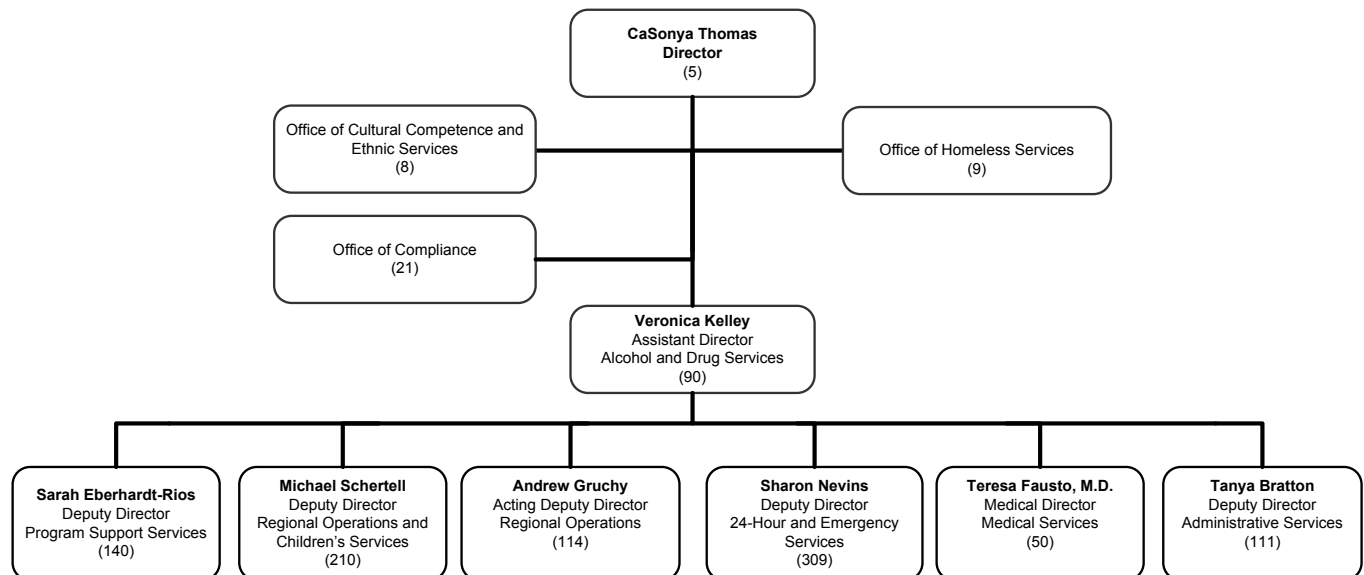 CaSonya Thomas
Director
(5)
Office of Cultural Competence and
Ethnic Services
(8)
Office of Homeless Services
(9)
Office of Compliance
(21)
Veronica Kelley
Assistant Director
Alcohol and Drug Services
(90)
Sarah Eberhardt-Rios
Deputy Director
Program Support Services
(140)
Michael Schertell
Deputy Director
Regional Operations and
Children’s Services
(210)
Andrew Gruchy
Acting Deputy Director
Regional Operations
(114)
Sharon Nevins
Deputy Director
24-Hour and Emergency
Services
(309)
Teresa Fausto, M.D.
Medical Director
Medical Services
(50)
Tanya Bratton
Deputy Director
Administrative Services
(111)